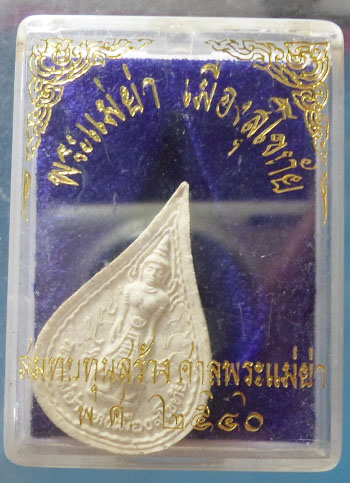 พระแม่ย่า เมืองสุโขทัย
สมทบทุนสร้าง ศาลพระแม่ย่า
พ.ศ. ๒๕๔๐